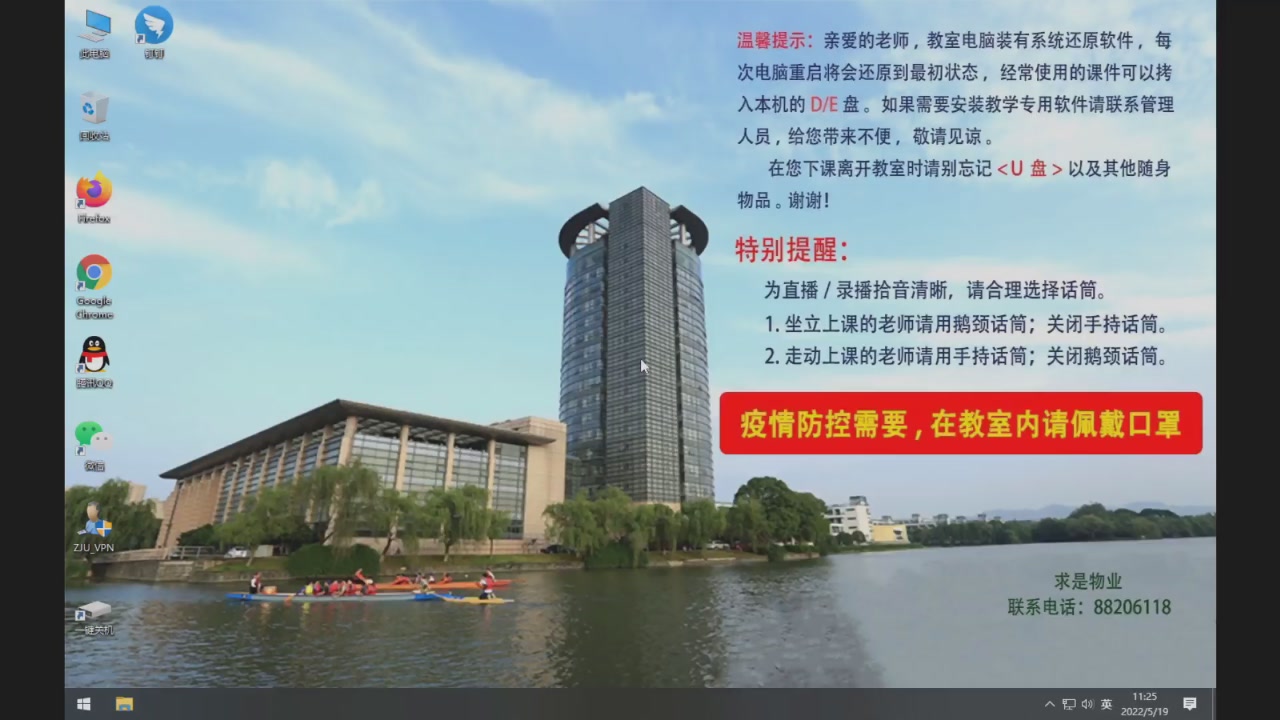 此电脑
钉钉
回收站
Firefox
Google
Chrome
腾讯QQ
微信
ZJU_VPN
一键关机
温馨提示：亲爱的老师，教室电脑装有系统还原软件，每
次电脑重启将会还原到最初状态，经常使用的课件可以拷
入本机的 D/E 盘。如果需要安装教学专用软件请联系管理
人员，给您带来不便，敬请见谅。
在您下课离开教室时请别忘记 <U 盘> 以及其他随身
物品。谢谢!
特别提醒：
为直播 / 录播拾音清晰，请合理选择话筒。
1. 坐立上课的老师请用鹅颈话筒；关闭手持话筒。
2. 走动上课的老师请用手持话筒；关闭鹅颈话筒。
疫情防控需要，在教室内请佩戴口罩
求是物业
联系电话：88206118
英
11:25
2022/5/19